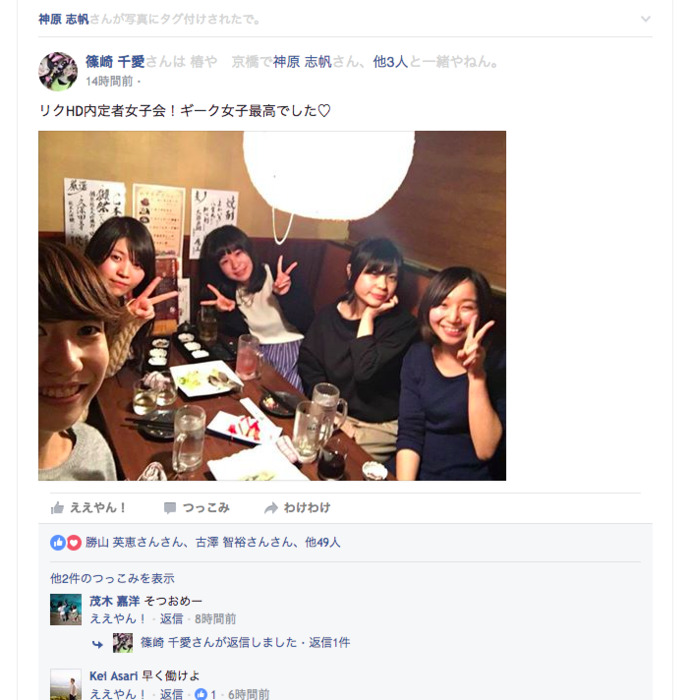 神原 志帆さんが写真にタグ付けされたで。
篠崎 千愛さんは 椿や　京橋で神原 志帆さん、他3人と一緒やねん。
14時間前・
リクHD内定者女子会！ギーク女子最高でした♡
厳選
焼酎
ええやん！ つっこみ わけわけ
勝山 英恵さんさん、古澤 智裕さんさん、他49人
他2件のつっこみを表示
茂木 嘉洋 そつおめー
ええやん！・返信・8時間前
篠崎 千愛さんが返信しました・返信1件
Kei Asari 早く働けよ
ええやん！・返信・1・6時間前